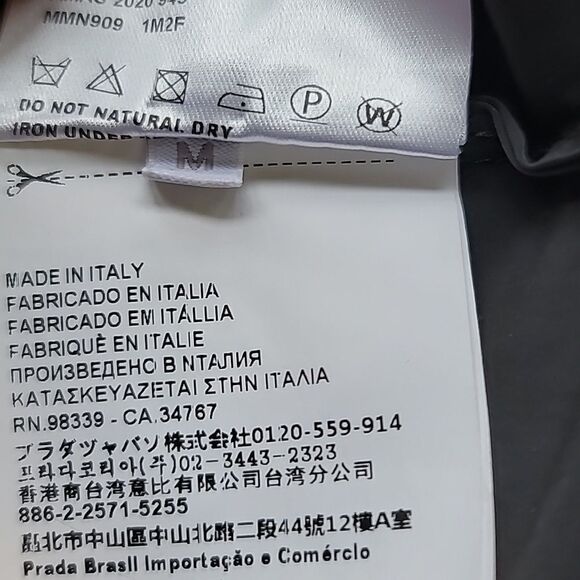 2020 945
MMN909 1M2F
P
W
DO NOT NATURAL DRY
IRON UNDER
M
MADE IN ITALY
FABRICADO EN ITALIA
FABRICADO EM ITÁLLIA
FABRIQUÈ EN ITALIE
ПРОИЗВЕДЕНО В NТАЛИЯ
ΚΑΤΑΣΚΕΥΑΖΕΤΑΙ ΣΤΗΝ ΙΤΑΛΙΑ
RN.98339 - CA.34767
プラダヅャバソ株式会社0120-559-914
프라다코리아(주)02-3443-2323
香港商台湾意比有限公司台湾分公司
886-2-2571-5255
北市中山區中山北路二段44號12樓A室
Prada Brasil Importação e Comércio